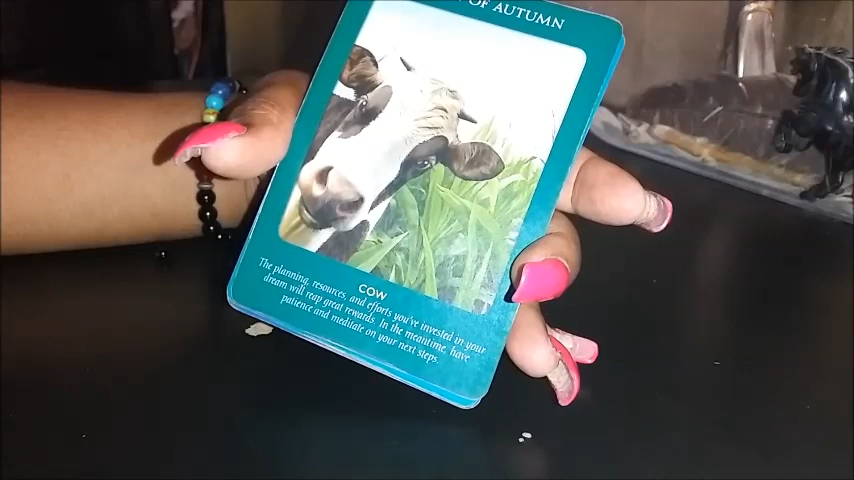 OF AUTUMN
COW
The planning, resources, and efforts you've invested in your
dream will reap great rewards. In the meantime, have
patience and meditate on your next steps.